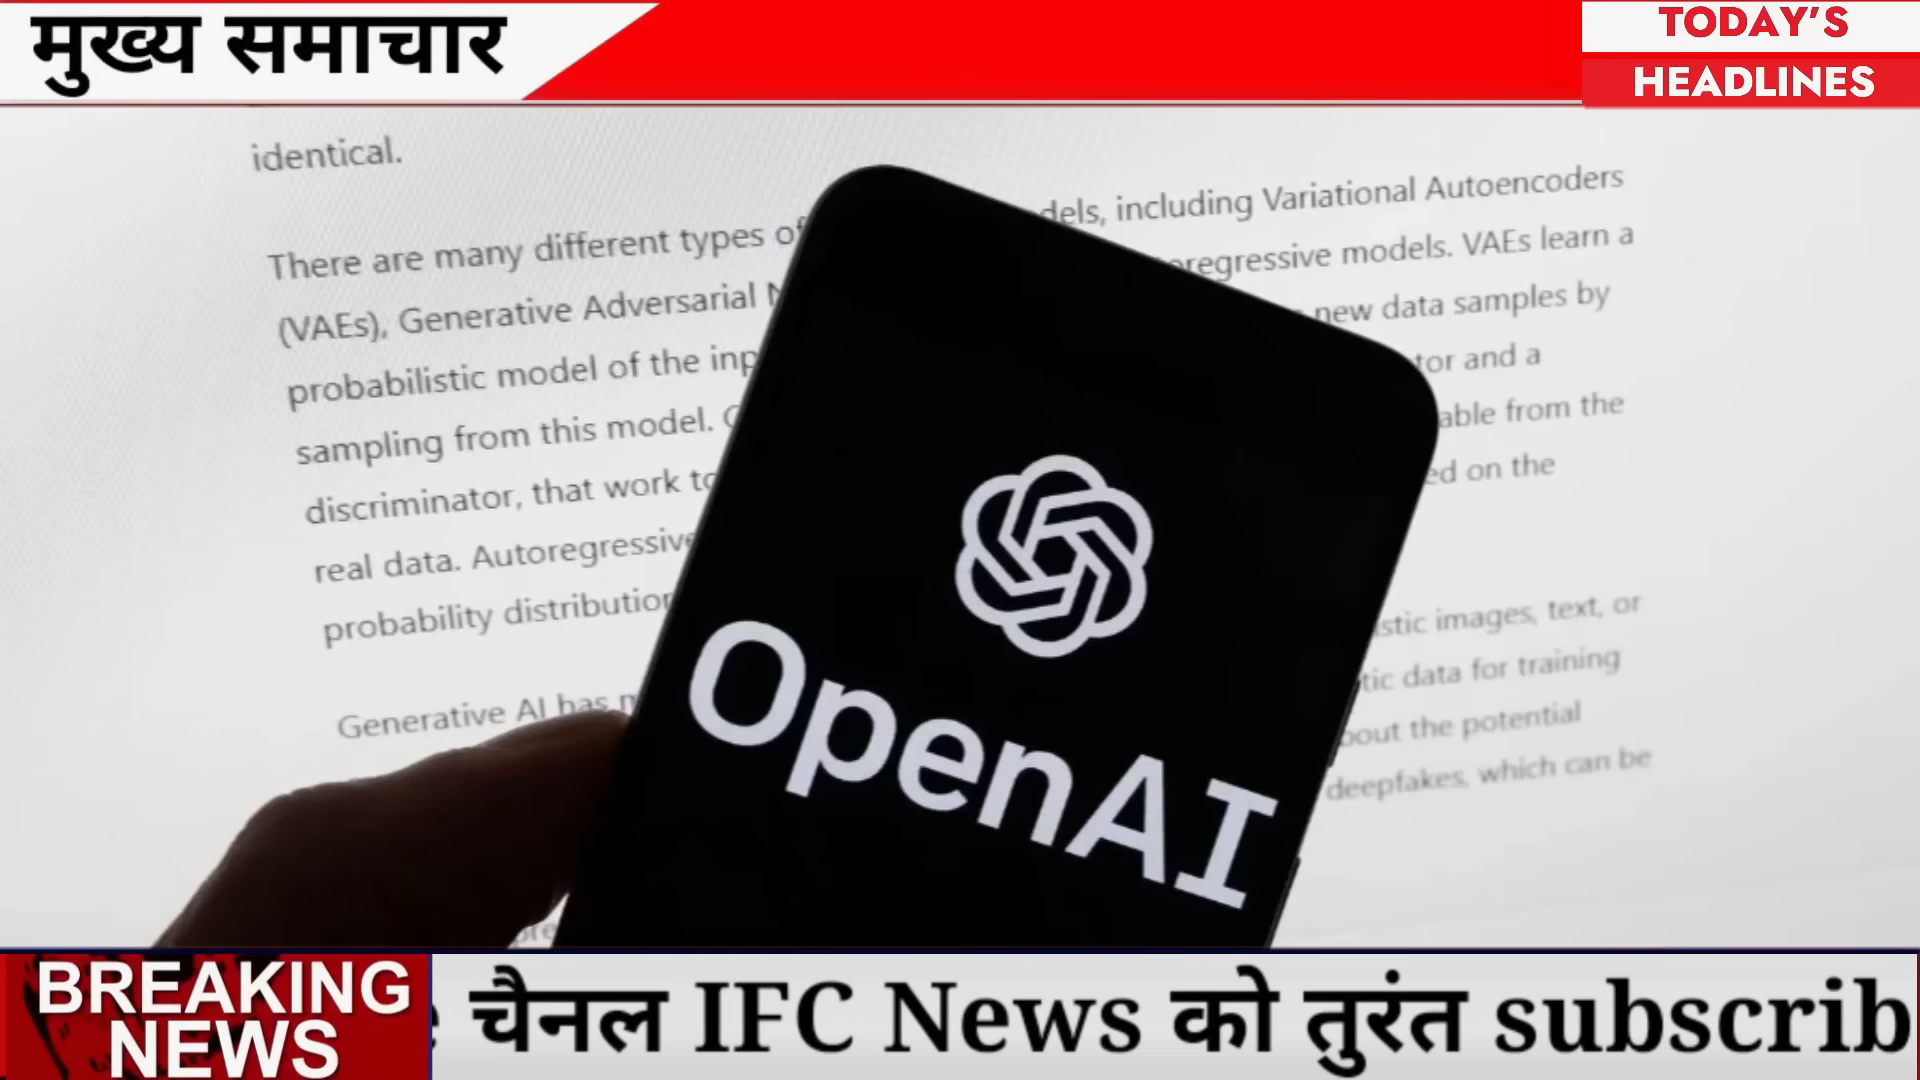 मुख्य समाचार
TODAY'S
HEADLINES
identical.
There are many different types of dels, including Variational Autoencoders
(VAEs), Generative Adversarial regressive models. VAEs learn a
probabilistic model of the inp new data samples by
sampling from this model. tor and a
discriminator, that work to able from the
real data. Autoregressive ed on the
probability distribution
stic images, text, or
Generative AI has tic data for training
bout the potential
deepfakes, which can be
OpenAI
BREAKING
NEWS
चैनल IFC News को तुरंत subscrib